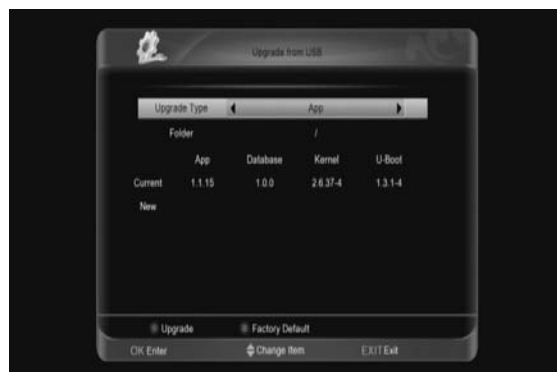 Upgrade from USB
Upgrade Type App
Folder /
App Database Kernel U-Boot
Current 1.1.15 1.0.0 2.6.37-4 1.3.1-4
New
Upgrade Factory Default
OK Enter Change Item EXIT Exit